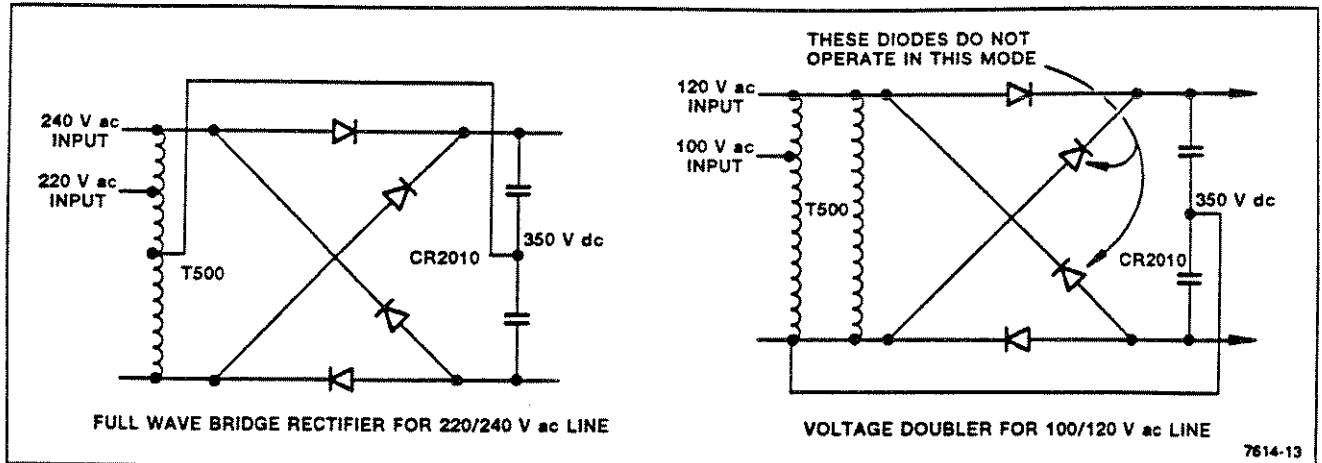 240 V ac
INPUT
220 V ac
INPUT
T500
CR2010
350 V dc
FULL WAVE BRIDGE RECTIFIER FOR 220/240 V ac LINE
THESE DIODES DO NOT
OPERATE IN THIS MODE
120 V ac
INPUT
100 V ac
INPUT
T500
350 V dc
CR2010
VOLTAGE DOUBLER FOR 100/120 V ac LINE
7614-13